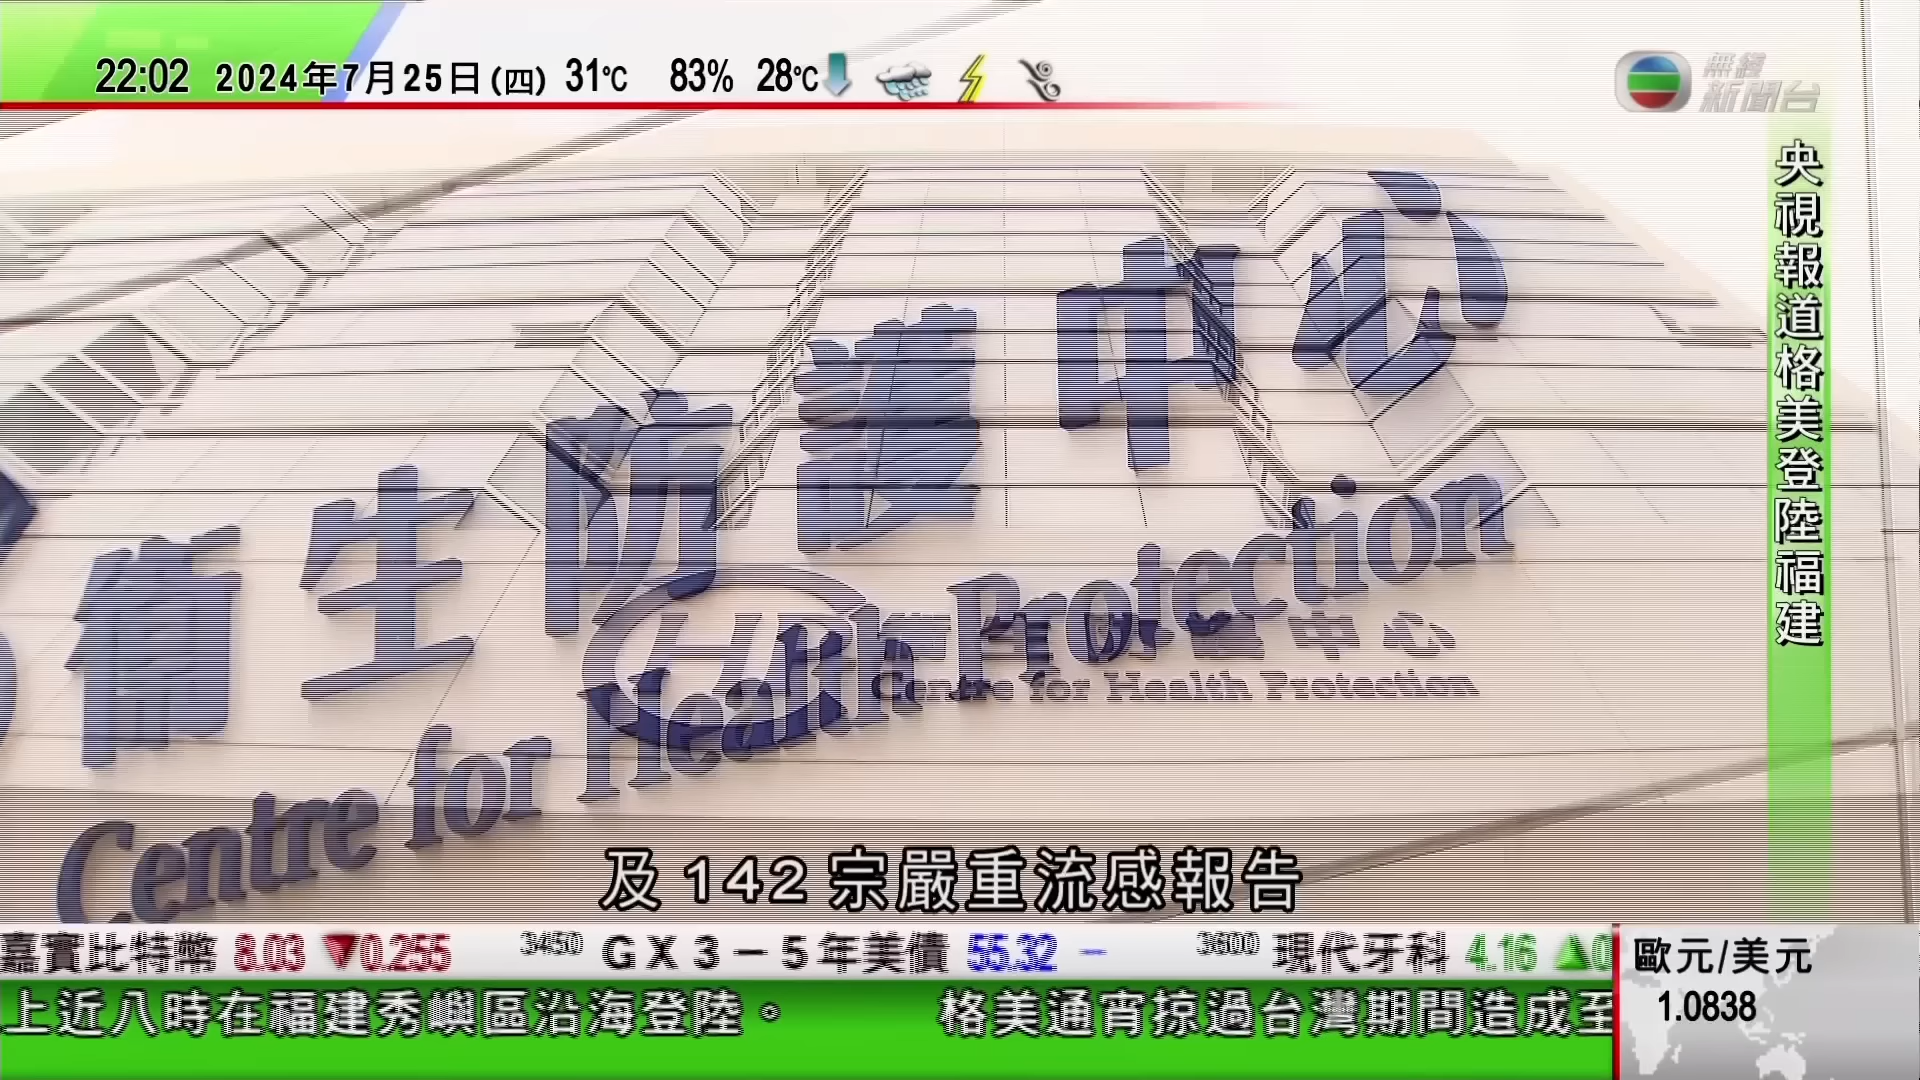 22:02 2024年7月25日(四) 31℃ 83% 28℃
無綫
新聞台
央視報道格美登陸福建
衞生防護中心
Centre for Health Protection
中心
Centre for Health Protection
及142宗嚴重流感報告
嘉實比特幣 8.03 ▼0.255 3450 GX3－5年美債 55.32 － 3600 現代牙科 4.16 ▲0
上近八時在福建秀嶼區沿海登陸。 格美通宵掠過台灣期間造成至
歐元/美元
1.0838